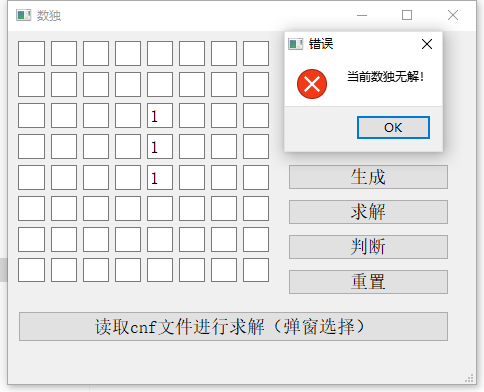 数独
错误
当前数独无解!
OK
1
1
1
生成
求解
判断
重置
读取cnf文件进行求解（弹窗选择）